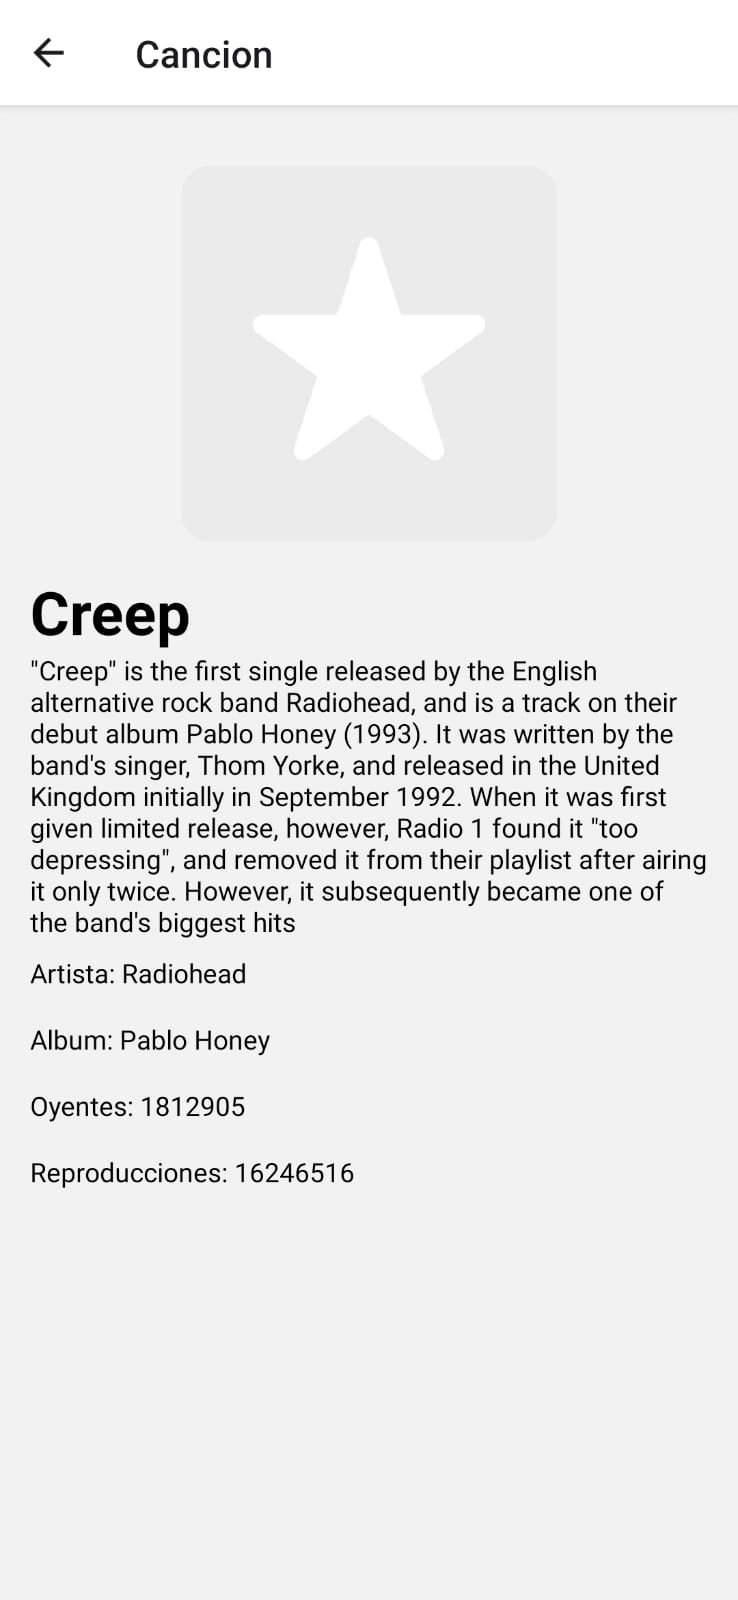 Cancion
Creep
"Creep" is the first single released by the English
alternative rock band Radiohead, and is a track on their
debut album Pablo Honey (1993). It was written by the
band's singer, Thom Yorke, and released in the United
Kingdom initially in September 1992. When it was first
given limited release, however, Radio 1 found it "too
depressing", and removed it from their playlist after airing
it only twice. However, it subsequently became one of
the band's biggest hits
Artista: Radiohead
Album: Pablo Honey
Oyentes: 1812905
Reproducciones: 16246516